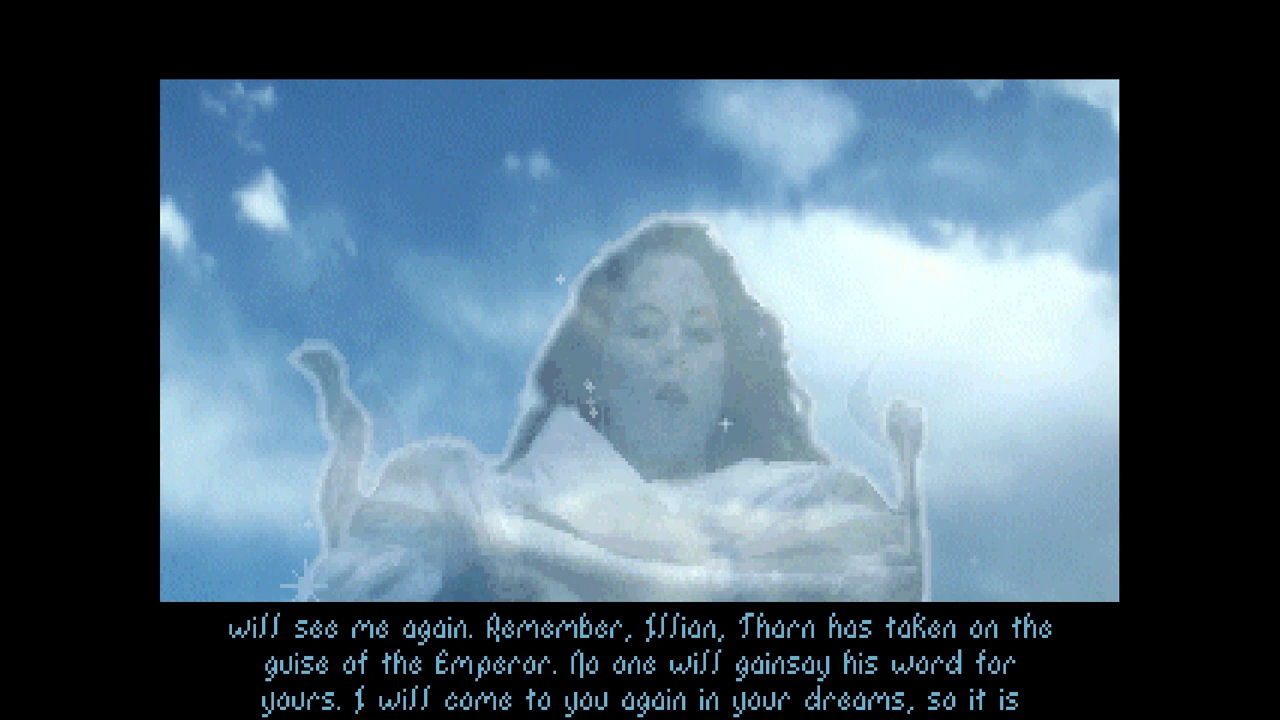 will see me again. Remember, Illian, Tharn has taken on the
guise of the Emperor. No one will gainsay his word for
yours. I will come to you again in your dreams, so it is